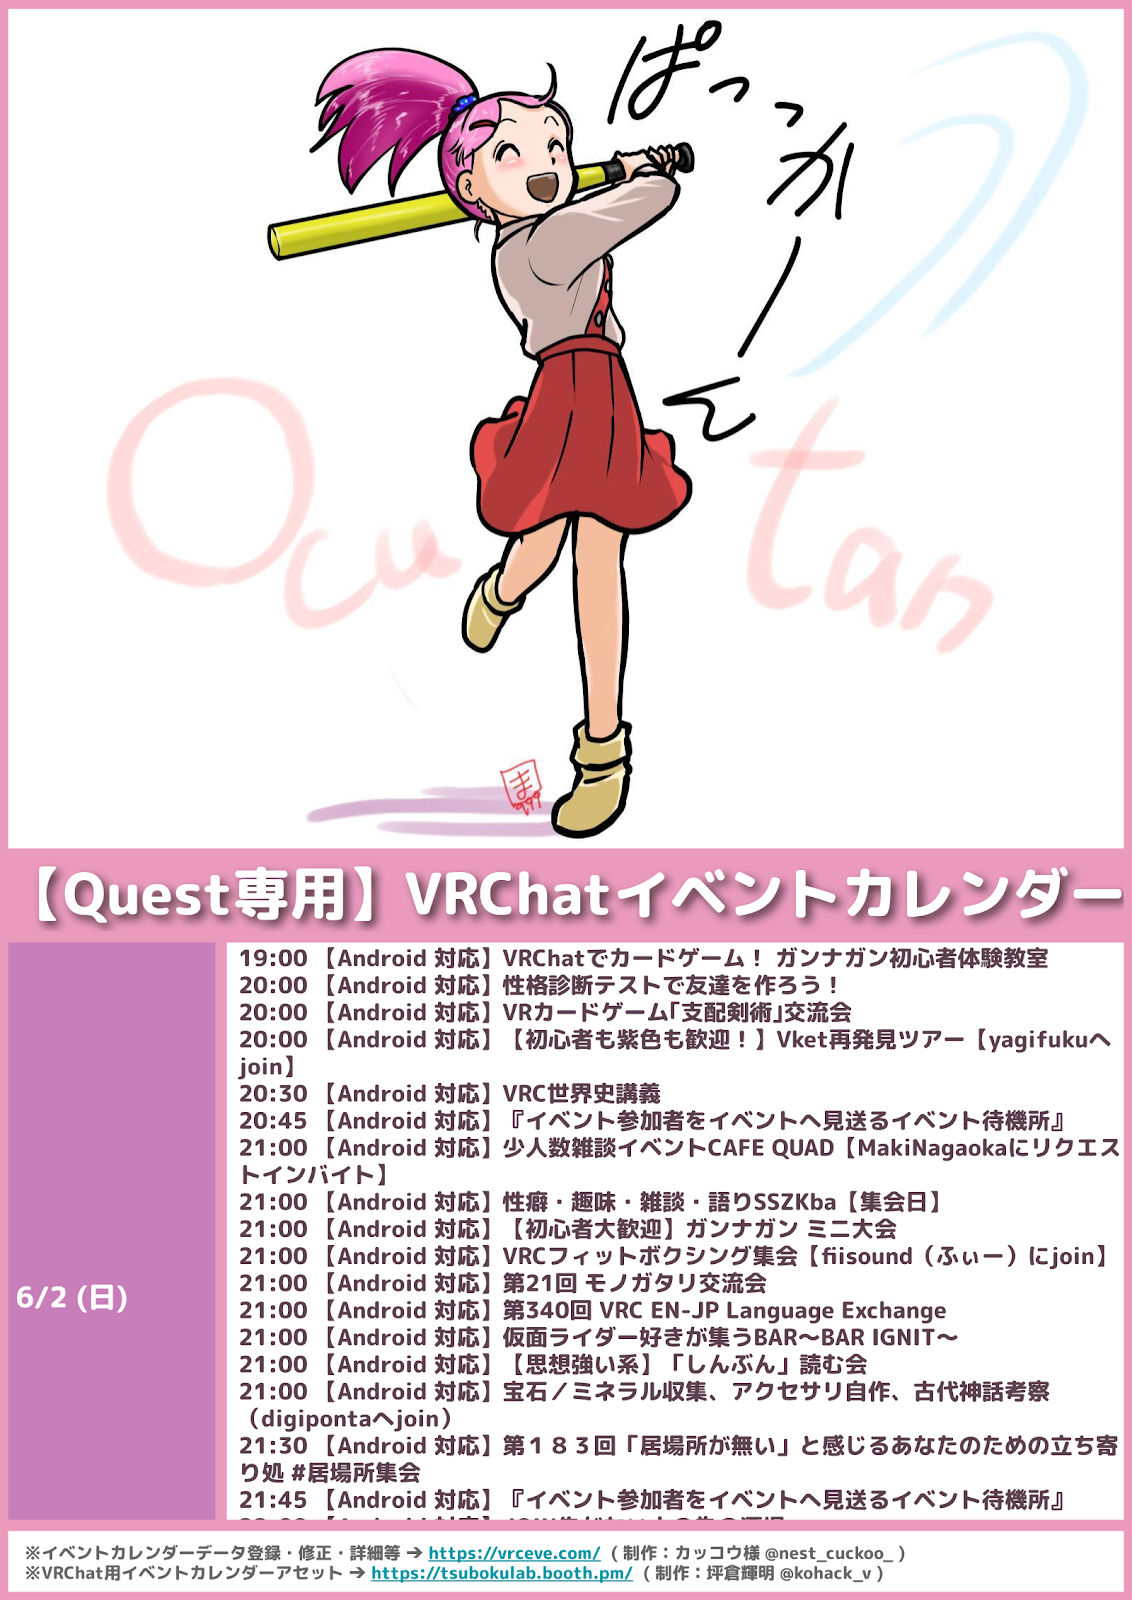 ぱっっかーん
Ocu tan
ま
999
【Quest専用】VRChatイベントカレンダー
6/2 (日)
19:00 【Android 対応】VRChatでカードゲーム！ ガンナガン初心者体験教室
20:00 【Android 対応】性格診断テストで友達を作ろう！
20:00 【Android 対応】VRカードゲーム｢支配剣術｣交流会
20:00 【Android 対応】【初心者も紫色も歓迎！】Vket再発見ツアー【yagifukuへ
join】
20:30 【Android 対応】VRC世界史講義
20:45 【Android 対応】『イベント参加者をイベントへ見送るイベント待機所』
21:00 【Android 対応】少人数雑談イベントCAFE QUAD【MakiNagaokaにリクエス
トインバイト】
21:00 【Android 対応】性癖・趣味・雑談・語りSSZKba【集会日】
21:00 【Android 対応】【初心者大歓迎】ガンナガン ミニ大会
21:00 【Android 対応】VRCフィットボクシング集会【fiisound（ふぃー）にjoin】
21:00 【Android 対応】第21回 モノガタリ交流会
21:00 【Android 対応】第340回 VRC EN-JP Language Exchange
21:00 【Android 対応】仮面ライダー好きが集うBAR～BAR IGNIT～
21:00 【Android 対応】【思想強い系】「しんぶん」読む会
21:00 【Android 対応】宝石／ミネラル収集、アクセサリ自作、古代神話考察
（digipontaへjoin）
21:30 【Android 対応】第１８３回「居場所が無い」と感じるあなたのための立ち寄
り処 #居場所集会
21:45 【Android 対応】『イベント参加者をイベントへ見送るイベント待機所』
※イベントカレンダーデータ登録・修正・詳細等 → https://vrceve.com/ （制作：カッコウ様 @nest_cuckoo_ ）
※VRChat用イベントカレンダーアセット → https://tsubokulab.booth.pm/ （制作：坪倉輝明 @kohack_v ）